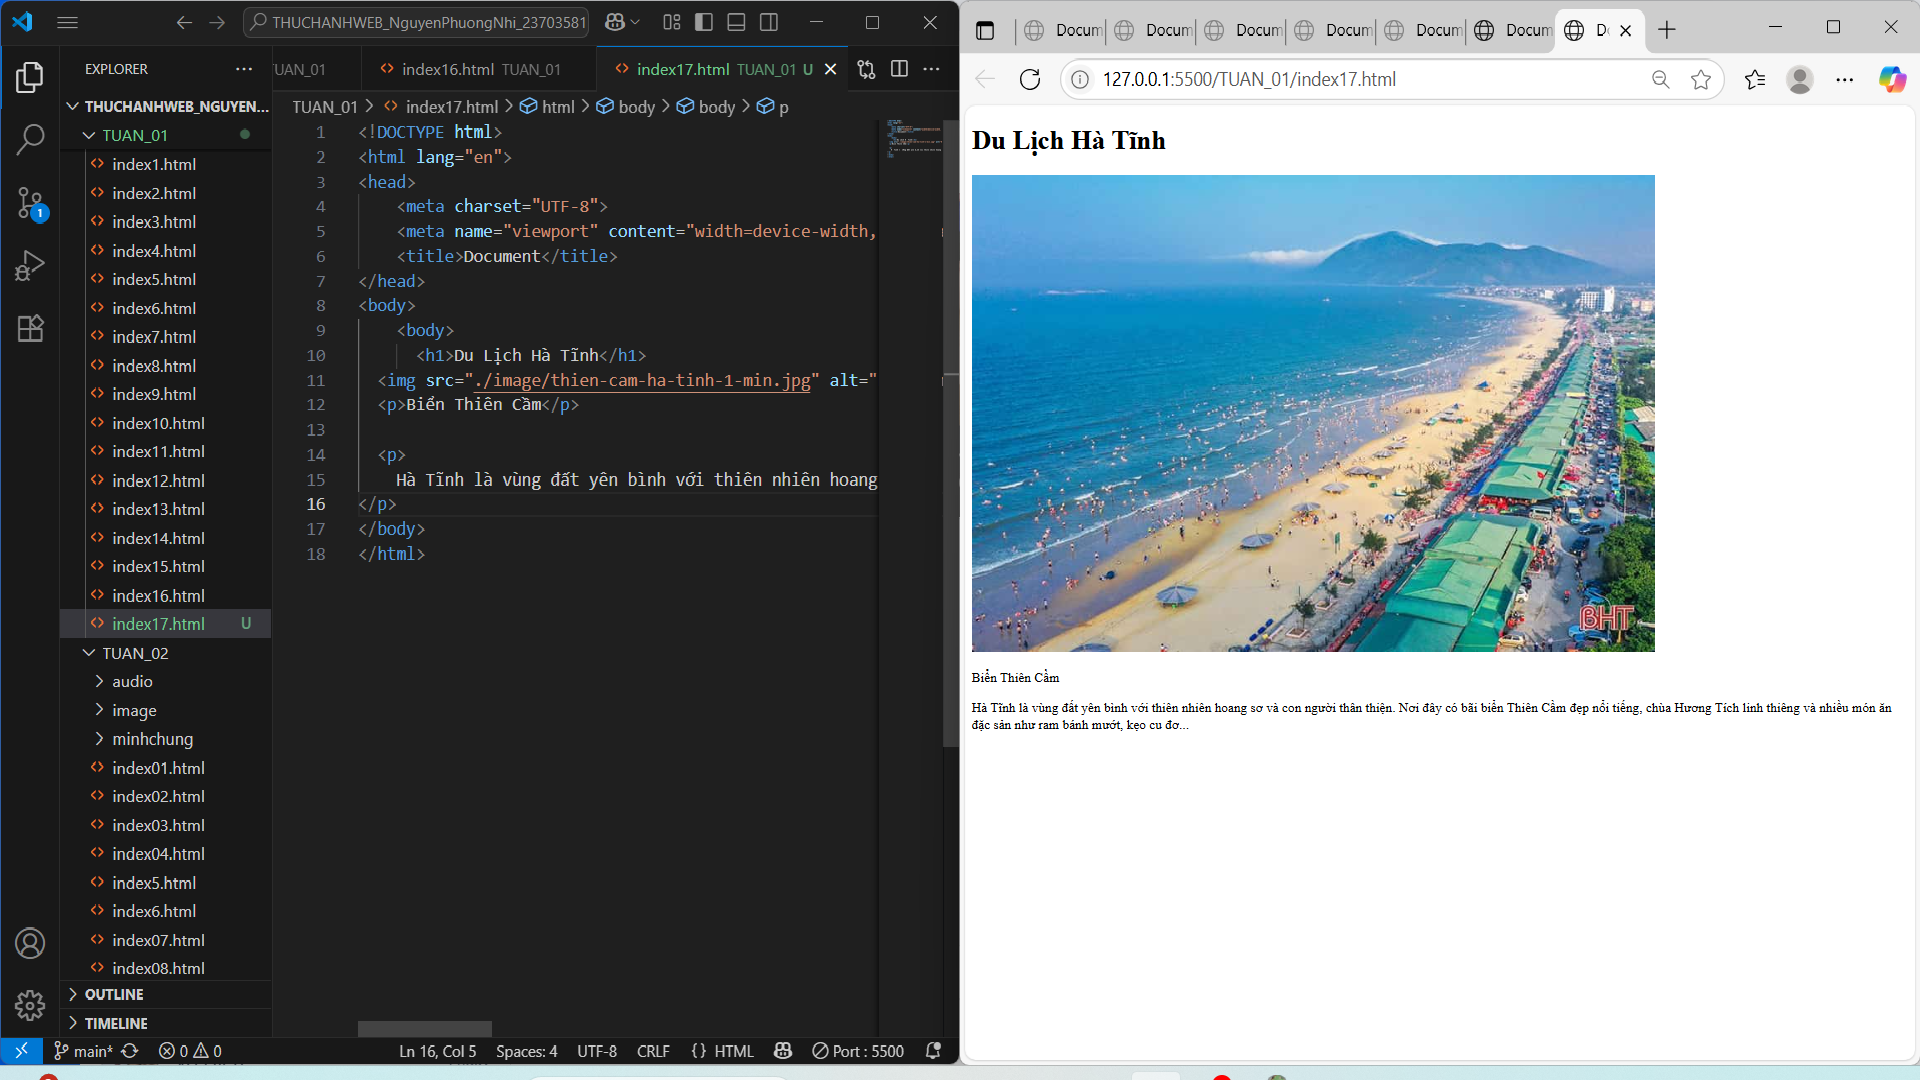 THUCHANHWEB_NguyenPhuongNhi_23703581
EXPLORER
THUCHANHWEB_NGUYEN...
TUAN_01
index1.html
index2.html
index3.html
index4.html
index5.html
index6.html
index7.html
index8.html
index9.html
index10.html
index11.html
index12.html
index13.html
index14.html
index15.html
index16.html
index17.html U
TUAN_02
audio
image
minhchung
index01.html
index02.html
index03.html
index04.html
index5.html
index6.html
index07.html
index08.html
OUTLINE
TIMELINE
1
TUAN_01 index16.html TUAN_01 index17.html TUAN_01 U
TUAN_01 > index17.html > html > body > body > p
1 <!DOCTYPE html>
2 <html lang="en">
3 <head>
4 <meta charset="UTF-8">
5 <meta name="viewport" content="width=device-width,
6 <title>Document</title>
7 </head>
8 <body>
9 <body>
10 <h1>Du Lịch Hà Tĩnh</h1>
11 <img src="./image/thien-cam-ha-tinh-1-min.jpg" alt="
12 <p>Biển Thiên Cầm</p>
13
14 <p>
15 Hà Tĩnh là vùng đất yên bình với thiên nhiên hoang
16 </p>
17 </body>
18 </html>
main* 0 0 Ln 16, Col 5 Spaces: 4 UTF-8 CRLF {} HTML Port : 5500
Docum Docum Docum Docum Docum Docum Do
127.0.0.1:5500/TUAN_01/index17.html
Du Lịch Hà Tĩnh
BHT
Biển Thiên Cầm
Hà Tĩnh là vùng đất yên bình với thiên nhiên hoang sơ và con người thân thiện. Nơi đây có bãi biển Thiên Cầm đẹp nổi tiếng, chùa Hương Tích linh thiêng và nhiều món ăn
đặc sản như ram bánh mướt, kẹo cu đơ...